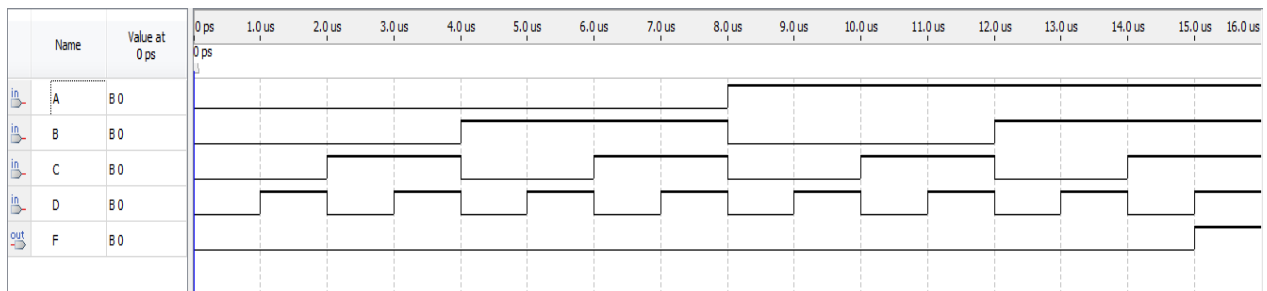 Name Value at 0 ps
0 ps 1.0 us 2.0 us 3.0 us 4.0 us 5.0 us 6.0 us 7.0 us 8.0 us 9.0 us 10.0 us 11.0 us 12.0 us 13.0 us 14.0 us 15.0 us 16.0 us
0 ps
in A B 0
in B B 0
in C B 0
in D B 0
out F B 0